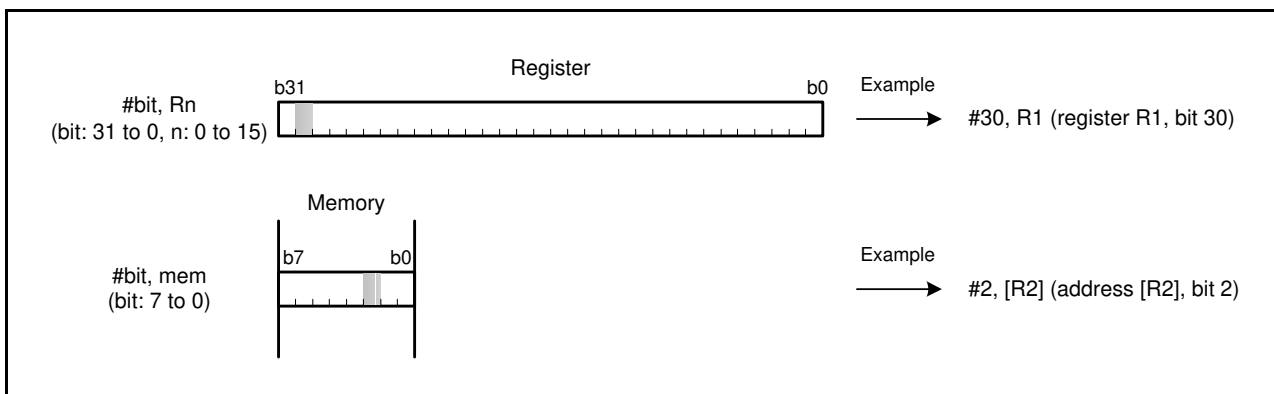 Register
b31
b0
Example
#bit, Rn
(bit: 31 to 0, n: 0 to 15)
#30, R1 (register R1, bit 30)
Memory
b7
b0
Example
#bit, mem
(bit: 7 to 0)
#2, [R2] (address [R2], bit 2)